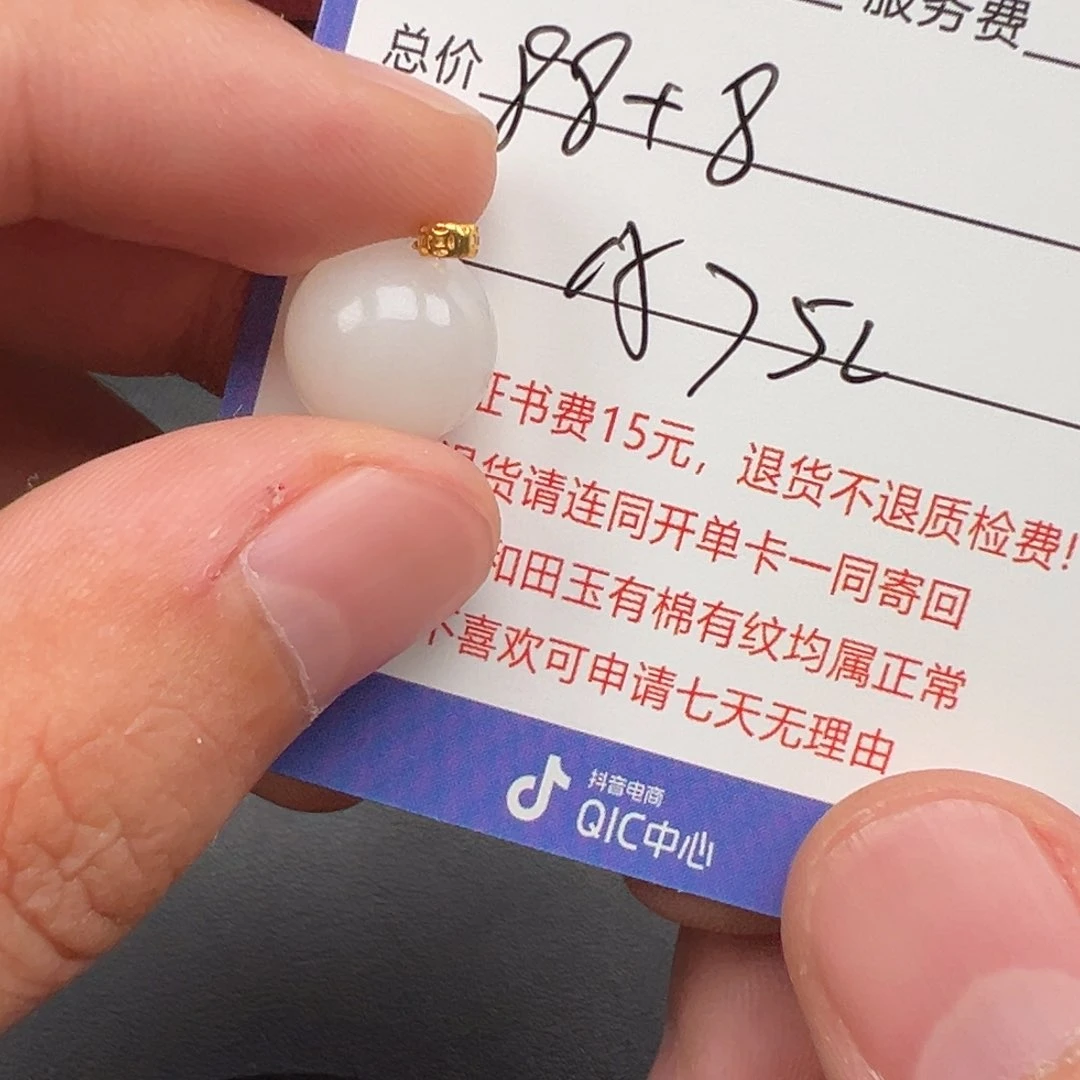 服务费
总价 88+8
证书费15元，退货不退质检费!
退货请连同开单卡一同寄回
和田玉有棉有纹均属正常
不喜欢可申请七天无理由
抖音电商
QIC中心